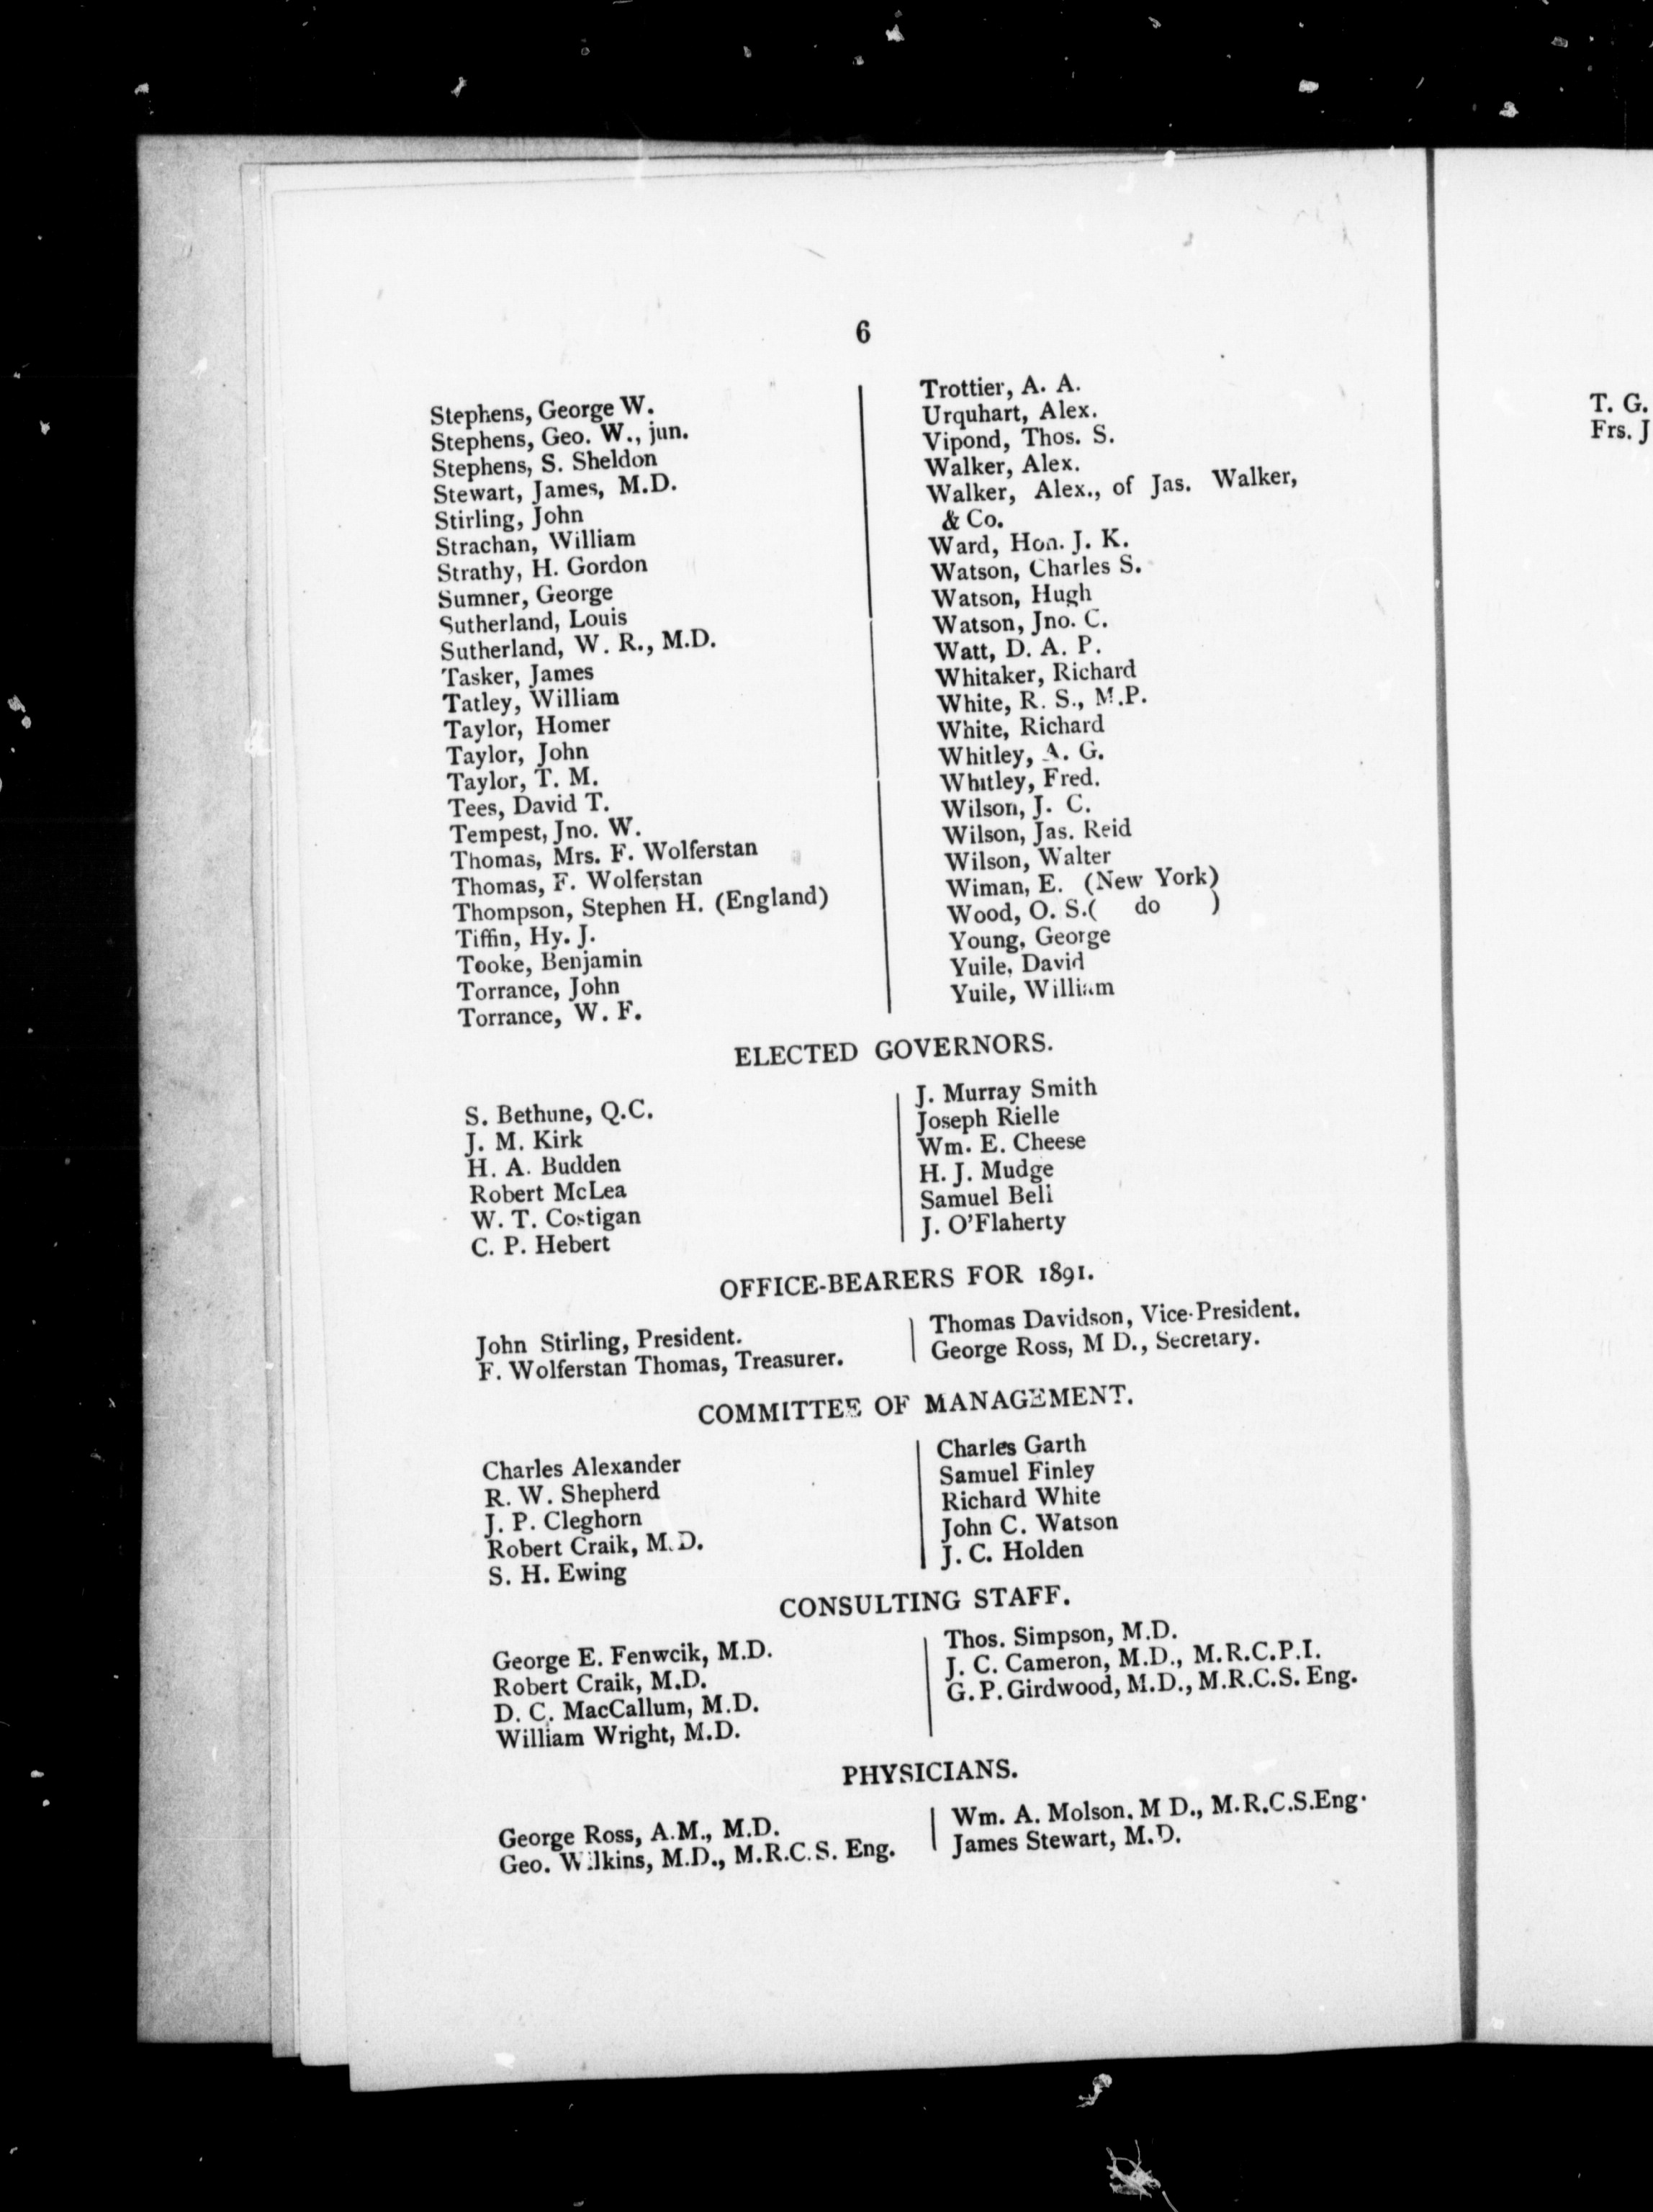 6
Stephens, George W.
Stephens, Geo. W., jun.
Stephens, S. Sheldon
Stewart, James, M.D.
Stirling, John
Strachan, William
Strathy, H. Gordon
Sumner, George
Sutherland, Louis
Sutherland, W. R., M.D.
Tasker, James
Tatley, William
Taylor, Homer
Taylor, John
Taylor, T. M.
Tees, David T.
Tempest, Jno. W.
Thomas, Mrs. F. Wolferstan
Thomas, F. Wolferstan
Thompson, Stephen H. (England)
Tiffin, Hy. J.
Tooke, Benjamin
Torrance, John
Torrance, W. F.
Trottier, A. A.
Urquhart, Alex.
Vipond, Thos. S.
Walker, Alex.
Walker, Alex., of Jas. Walker,
& Co.
Ward, Hon. J. K.
Watson, Charles S.
Watson, Hugh
Watson, Jno. C.
Watt, D. A. P.
Whitaker, Richard
White, R. S., M.P.
White, Richard
Whitley, A. G.
Whitley, Fred.
Wilson, J. C.
Wilson, Jas. Reid
Wilson, Walter
Wiman, E. (New York)
Wood, O. S.( do )
Young, George
Yuile, David
Yuile, William
ELECTED GOVERNORS.
S. Bethune, Q.C.
J. M. Kirk
H. A. Budden
Robert McLea
W. T. Costigan
C. P. Hebert
J. Murray Smith
Joseph Rielle
Wm. E. Cheese
H. J. Mudge
Samuel Bell
J. O'Flaherty
OFFICE-BEARERS FOR 1891.
John Stirling, President.
F. Wolferstan Thomas, Treasurer.
Thomas Davidson, Vice-President.
George Ross, M D., Secretary.
COMMITTEE OF MANAGEMENT.
Charles Alexander
R. W. Shepherd
J. P. Cleghorn
Robert Craik, M.D.
S. H. Ewing
Charles Garth
Samuel Finley
Richard White
John C. Watson
J. C. Holden
CONSULTING STAFF.
George E. Fenwcik, M.D.
Robert Craik, M.D.
D. C. MacCallum, M.D.
William Wright, M.D.
Thos. Simpson, M.D.
J. C. Cameron, M.D., M.R.C.P.I.
G. P. Girdwood, M.D., M.R.C.S. Eng.
PHYSICIANS.
George Ross, A.M., M.D.
Geo. Wilkins, M.D., M.R.C.S. Eng.
Wm. A. Molson. M D., M.R.C.S.Eng.
James Stewart, M.D.
T. G.
Frs. J